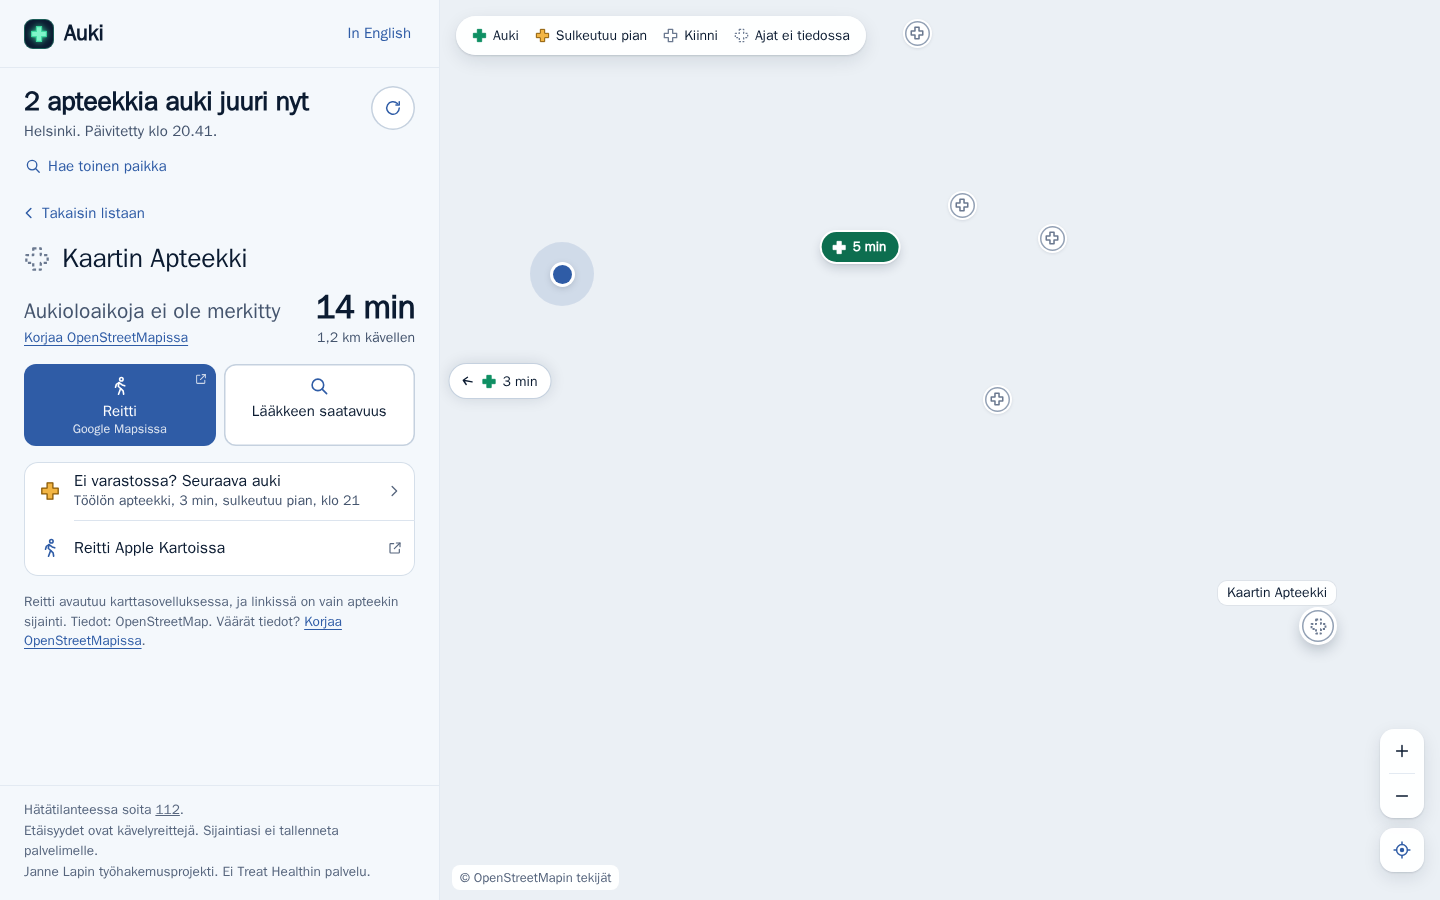 Auki
In English
2 apteekkia auki juuri nyt
Helsinki. Päivitetty klo 20.41.
Hae toinen paikka
Takaisin listaan
Kaartin Apteekki
Aukioloaikoja ei ole merkitty
14 min
Korjaa OpenStreetMapissa
1,2 km kävellen
Reitti
Google Mapsissa
Lääkkeen saatavuus
Ei varastossa? Seuraava auki
Töölön apteekki, 3 min, sulkeutuu pian, klo 21
Reitti Apple Kartoissa
Reitti avautuu karttasovelluksessa, ja linkissä on vain apteekin
sijainti. Tiedot: OpenStreetMap. Väärät tiedot? Korjaa
OpenStreetMapissa.
Hätätilanteessa soita 112.
Etäisyydet ovat kävelyreittejä. Sijaintiasi ei tallenneta
palvelimelle.
Janne Lapin työhakemusprojekti. Ei Treat Healthin palvelu.
Auki
Sulkeutuu pian
Kiinni
Ajat ei tiedossa
5 min
3 min
Kaartin Apteekki
© OpenStreetMapin tekijät